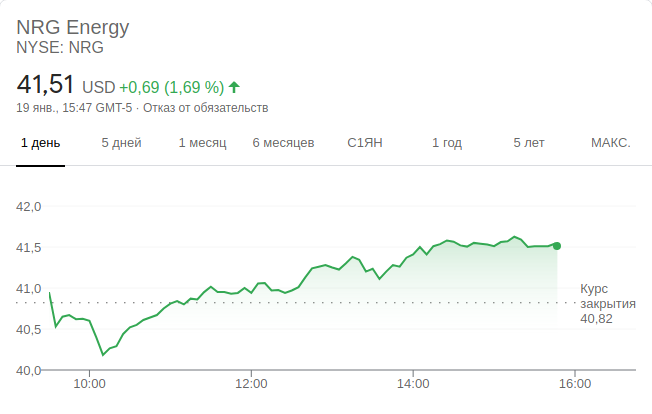 NRG Energy
NYSE: NRG
41,51 USD +0,69 (1,69 %)
19 янв., 15:47 GMT-5 · Отказ от обязательств
1 день 5 дней 1 месяц 6 месяцев С1ЯН 1 год 5 лет МАКС.
42,0
41,5
41,0
40,5
40,0
Курс
закрытия
40,82
10:00 12:00 14:00 16:00